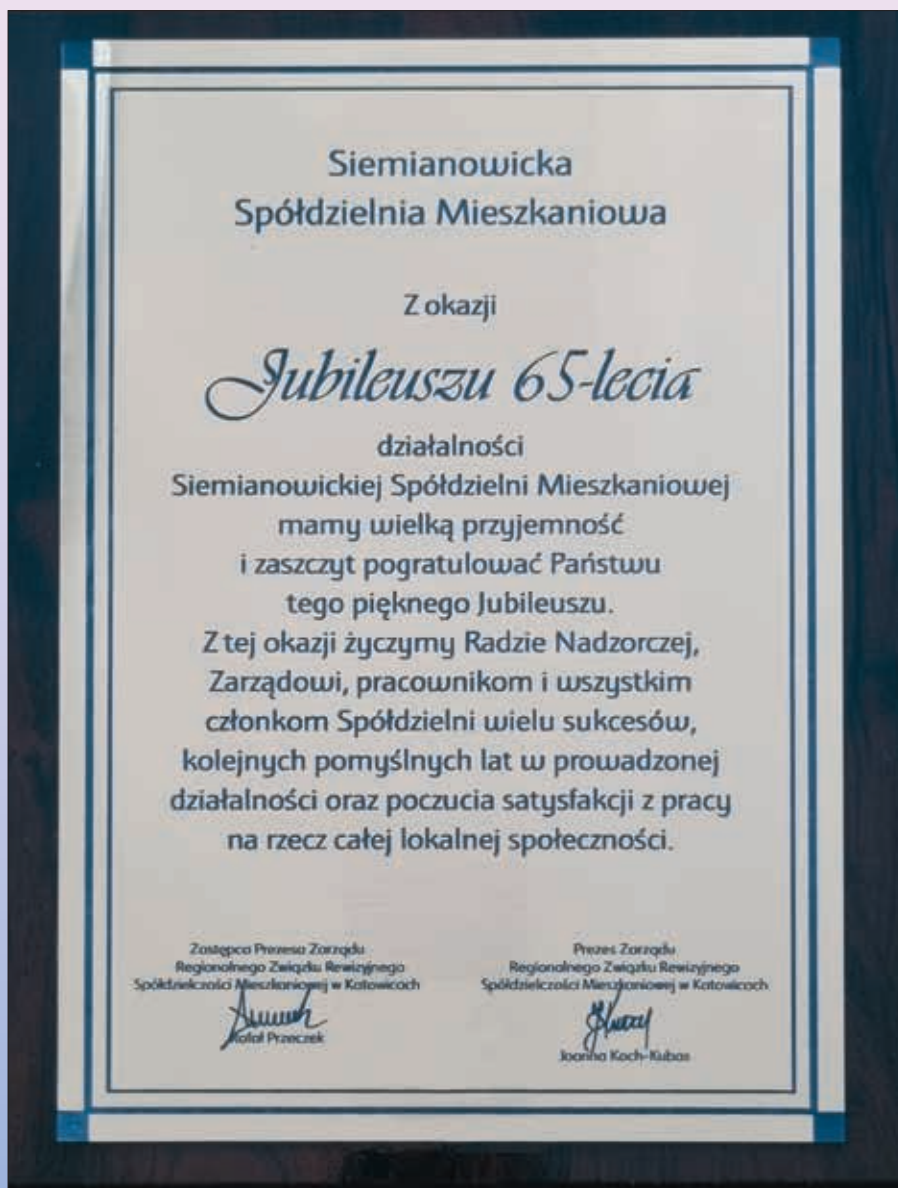 Siemianowicka
Spółdzielnia Mieszkaniowa
Z okazji
Jubileuszu 65-lecia
działalności
Siemianowickiej Spółdzielni Mieszkaniowej
mamy wielką przyjemność
i zaszczyt pogratulować Państwu
tego pięknego Jubileuszu.
Z tej okazji życzymy Radzie Nadzorczej,
Zarządowi, pracownikom i wszystkim
członkom Spółdzielni wielu sukcesów,
kolejnych pomyślnych lat w prowadzonej
działalności oraz poczucia satysfakcji z pracy
na rzecz całej lokalnej społeczności.
Zastępca Prezesa Zarządu
Regionalnego Związku Rewizyjnego
Spółdzielczości Mieszkaniowej w Katowicach
Rafał Przeczek
Prezes Zarządu
Regionalnego Związku Rewizyjnego
Spółdzielczości Mieszkaniowej w Katowicach
Joanna Koch-Kubas